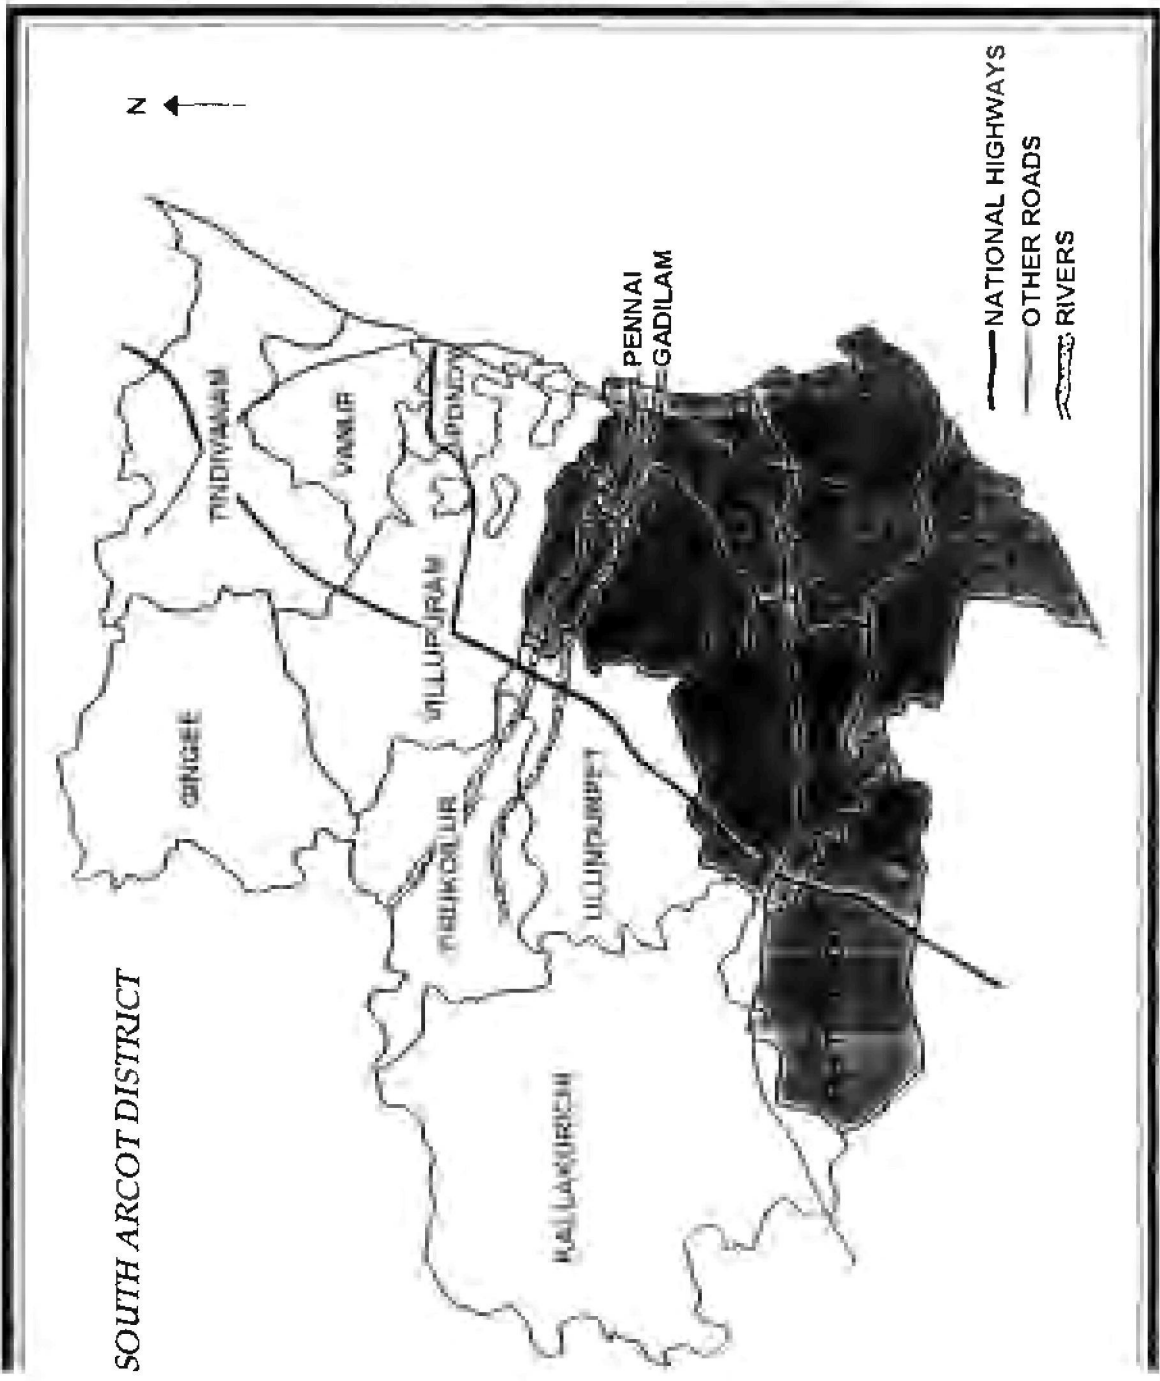 SOUTH ARCOT DISTRICT
N
GINGEE
TINDIVANAM
VANUR
VILLUPURAM
PONDY
TIRUKOILUR
ULUNDURPET
KALLAKURICHI
PENNAI
GADILAM
NATIONAL HIGHWAYS
OTHER ROADS
RIVERS